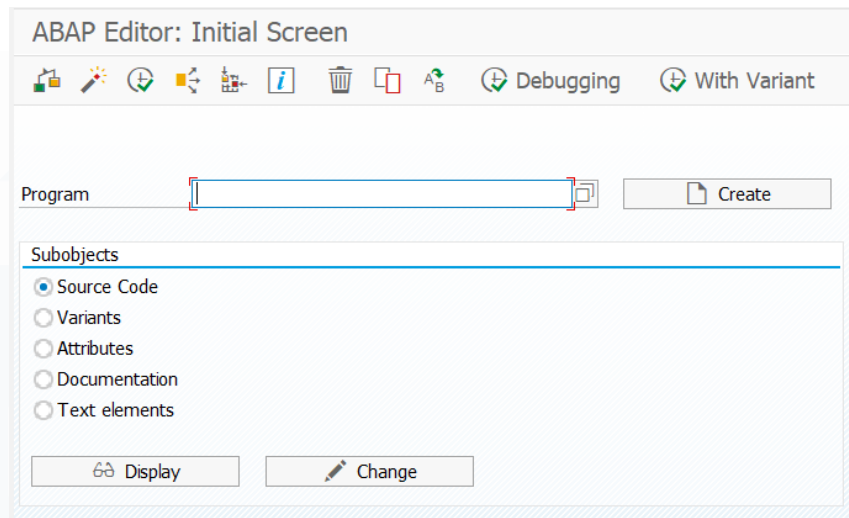 ABAP Editor: Initial Screen
i A B Debugging With Variant
Program Create
Subobjects
Source Code
Variants
Attributes
Documentation
Text elements
Display Change